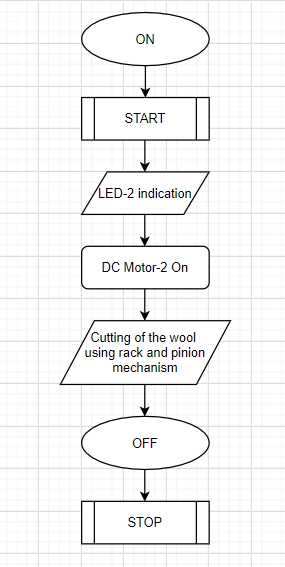 ON
START
LED-2 indication
DC Motor-2 On
Cutting of the wool
using rack and pinion
mechanism
OFF
STOP